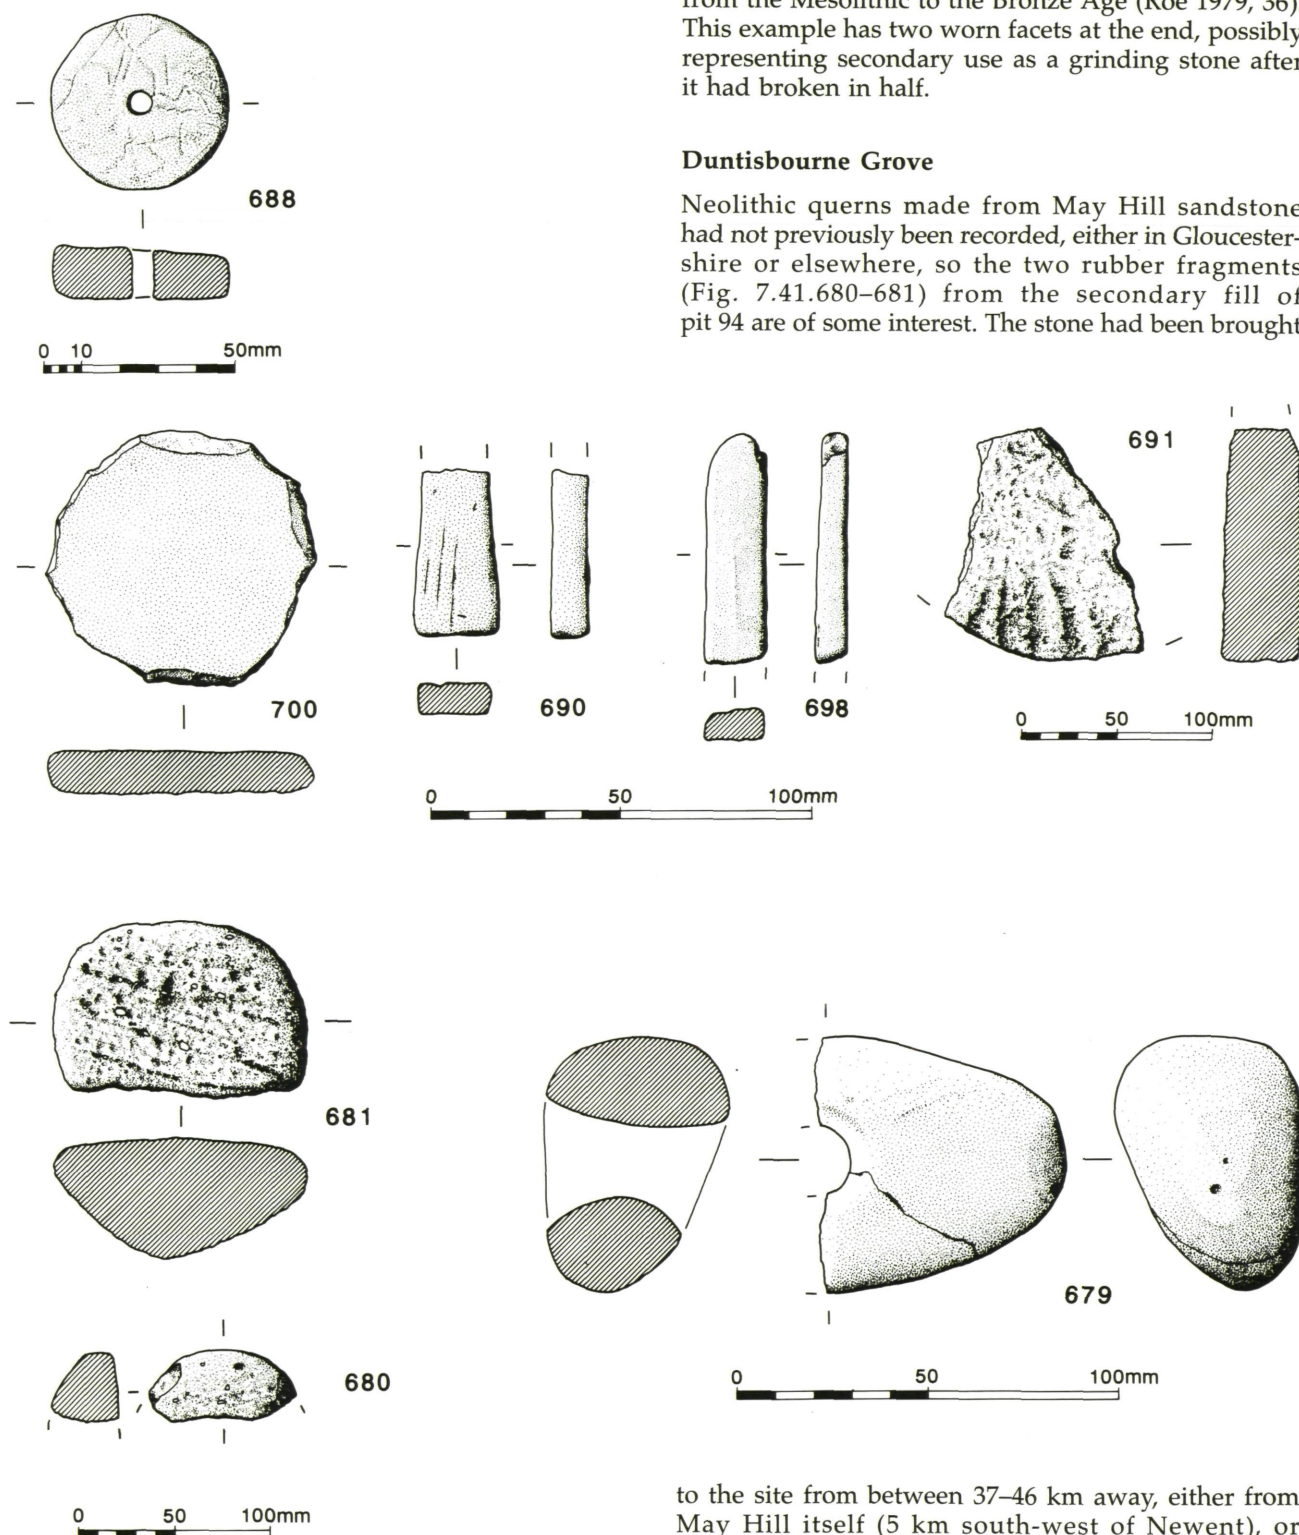 from the Mesolithic to the Bronze Age (Roe 1979, 36)
This example has two worn facets at the end, possibly
representing secondary use as a grinding stone after
it had broken in half.
Duntisbourne Grove
Neolithic querns made from May Hill sandstone
had not previously been recorded, either in Gloucester-
shire or elsewhere, so the two rubber fragments
(Fig. 7.41.680–681) from the secondary fill of
pit 94 are of some interest. The stone had been brought
688
0 10 50mm
700
690
698
691
0 50 100mm
0 50 100mm
681
679
680
0 50 100mm
0 50 100mm
to the site from between 37–46 km away, either from
May Hill itself (5 km south-west of Newent), or